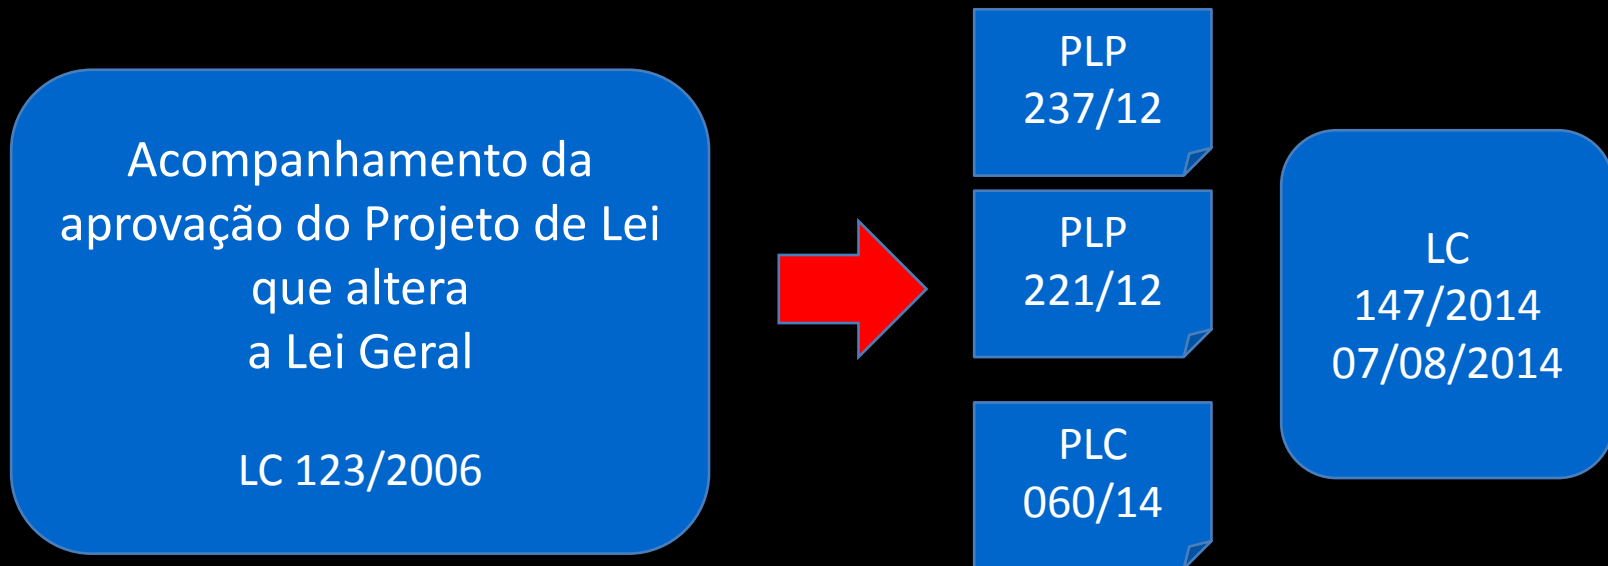 Acompanhamento da
aprovação do Projeto de Lei
que altera
a Lei Geral
LC 123/2006
PLP
237/12
PLP
221/12
PLC
060/14
LC
147/2014
07/08/2014